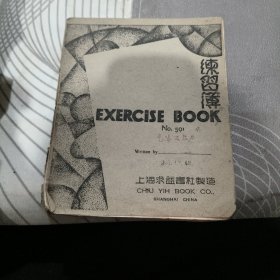 練習簿
EXERCISE BOOK
No. 501
Written by
上海求益書社製造
CHIU YIH BOOK CO.,
SHANGHAI CHINA